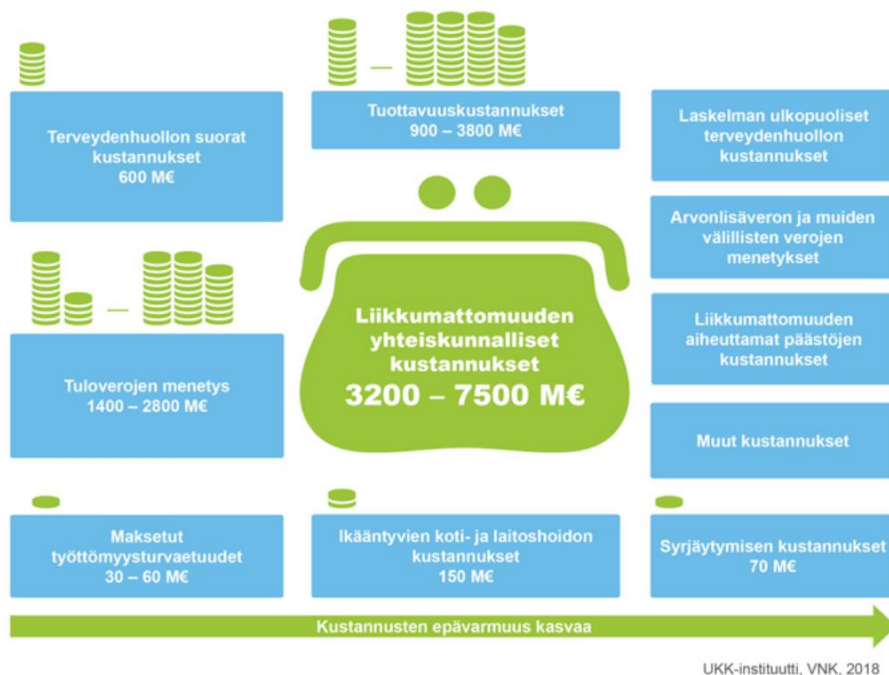 Terveydenhuollon suorat
kustannukset
600 M€
Tuottavuuskustannukset
900 – 3800 M€
Laskelman ulkopuoliset
terveydenhuollon
kustannukset
Arvonlisäveron ja muiden
välillisten verojen
menetykset
Tuloverojen menetys
1400 – 2800 M€
Liikkumattomuuden
yhteiskunnalliset
kustannukset
3200 – 7500 M€
Liikkumattomuuden
aiheuttamat päästöjen
kustannukset
Muut kustannukset
Maksetut
työttömyysturvaetuudet
30 – 60 M€
Ikääntyvien koti- ja laitoshoidon
kustannukset
150 M€
Syrjäytymisen kustannukset
70 M€
Kustannusten epävarmuus kasvaa
UKK-instituutti, VNK, 2018